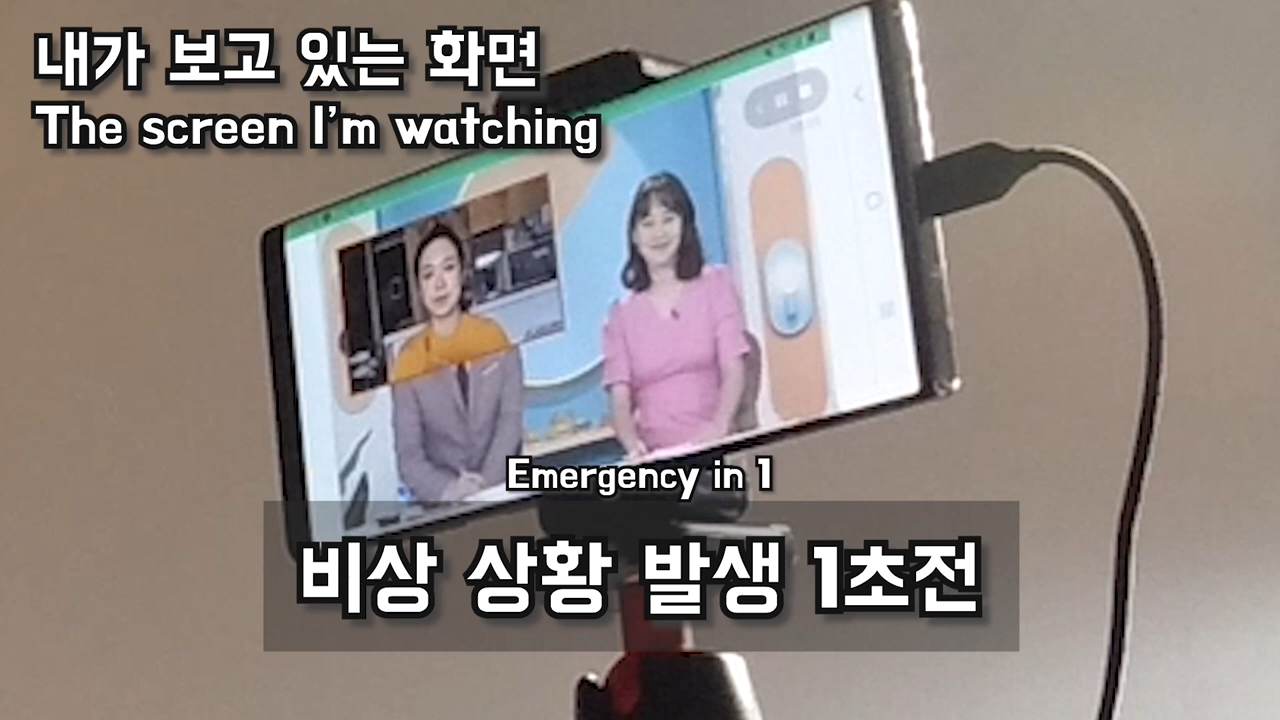 내가 보고 있는 화면
The screen I'm watching
Emergency in 1
비상 상황 발생 1초전